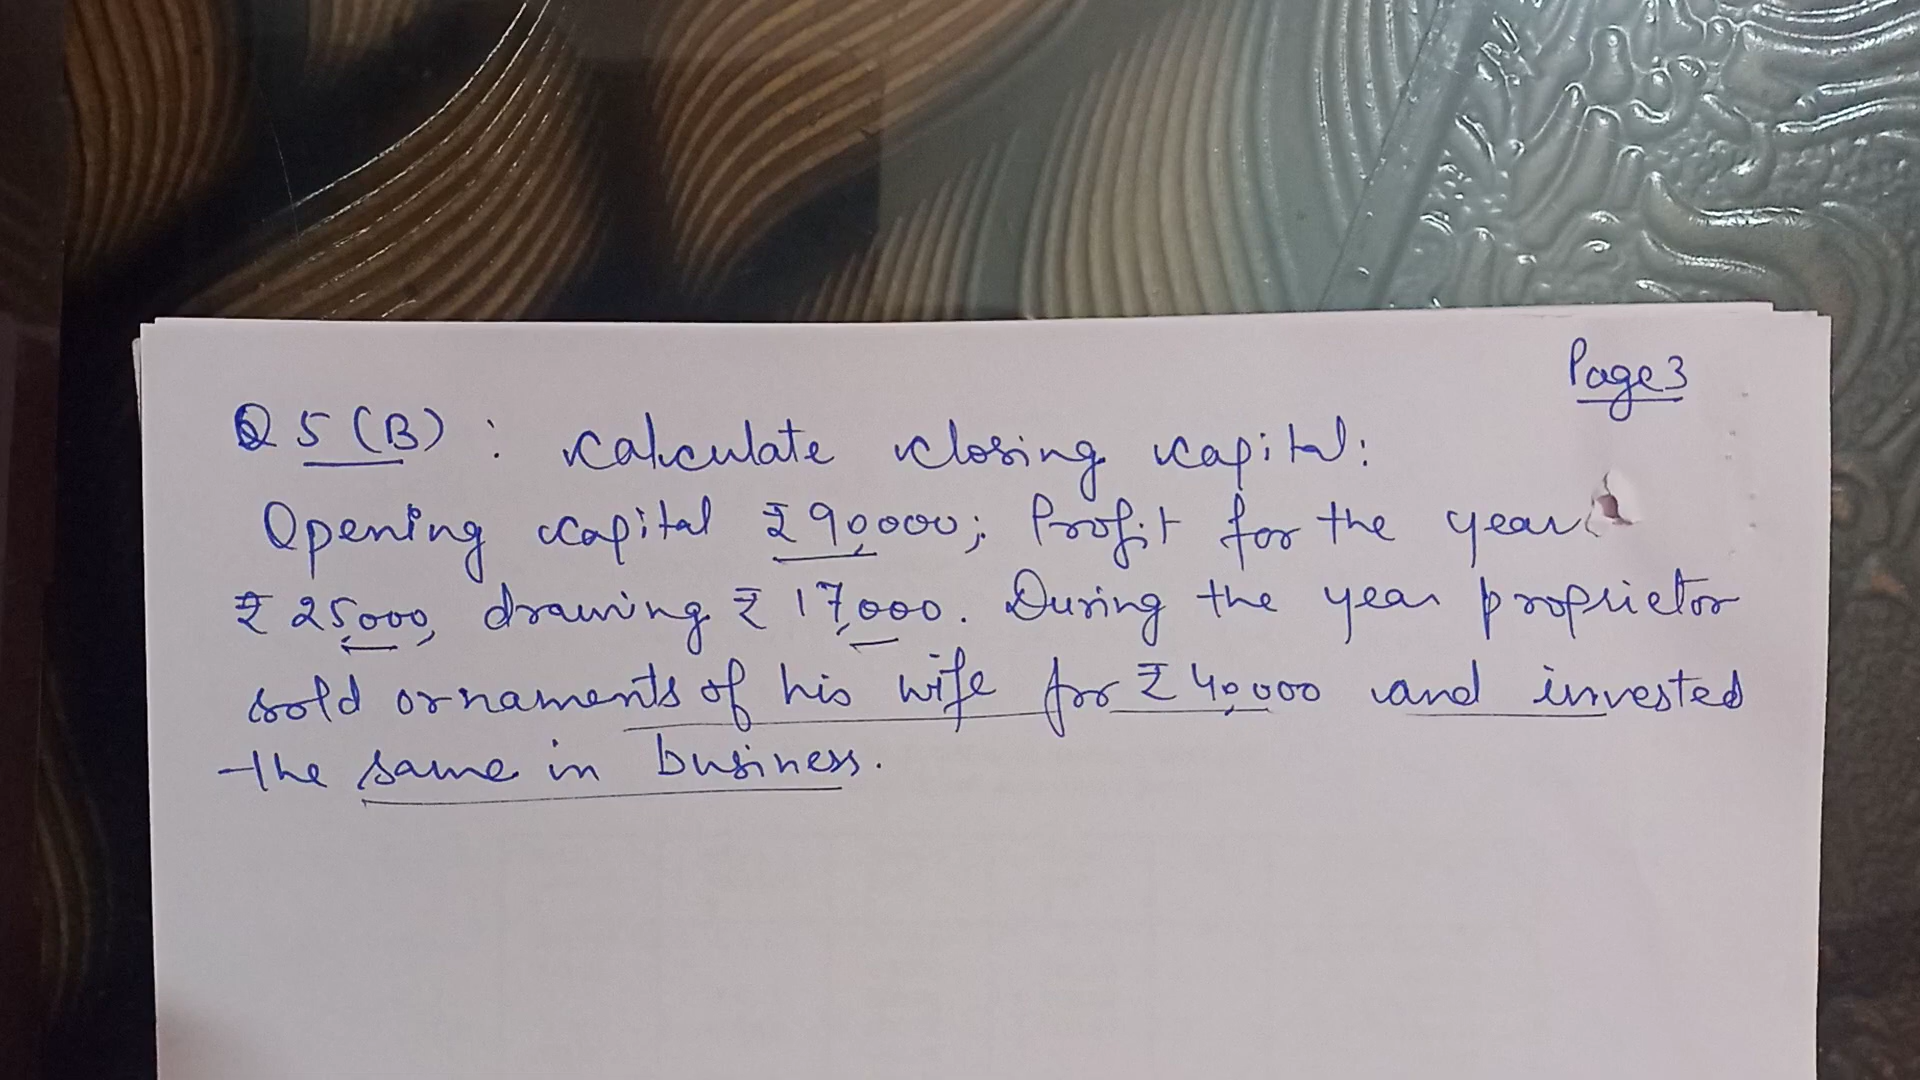 Page 3
Q 5 (B) : calculate closing capital:
Opening capital ₹ 90,000; Profit for the year
₹ 25,000, drawing ₹ 17,000. During the year proprietor
sold ornaments of his wife for ₹ 40,000 and invested
the same in business.